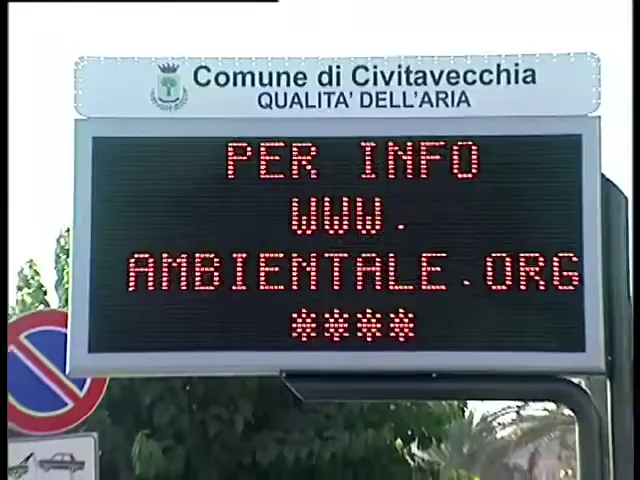 Comune di Civitavecchia
QUALITA' DELL'ARIA
PER INFO
WWW.
AMBIENTALE.ORG
****